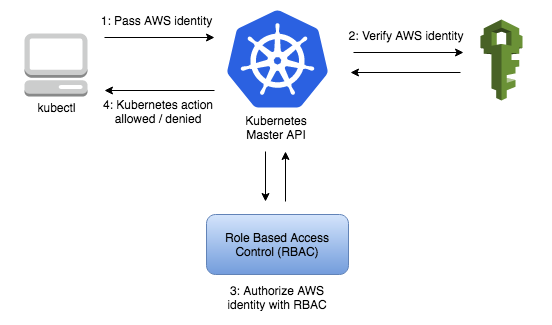 1: Pass AWS identity
2: Verify AWS identity
kubectl
4: Kubernetes action
allowed / denied
Kubernetes
Master API
Role Based Access
Control (RBAC)
3: Authorize AWS
identity with RBAC